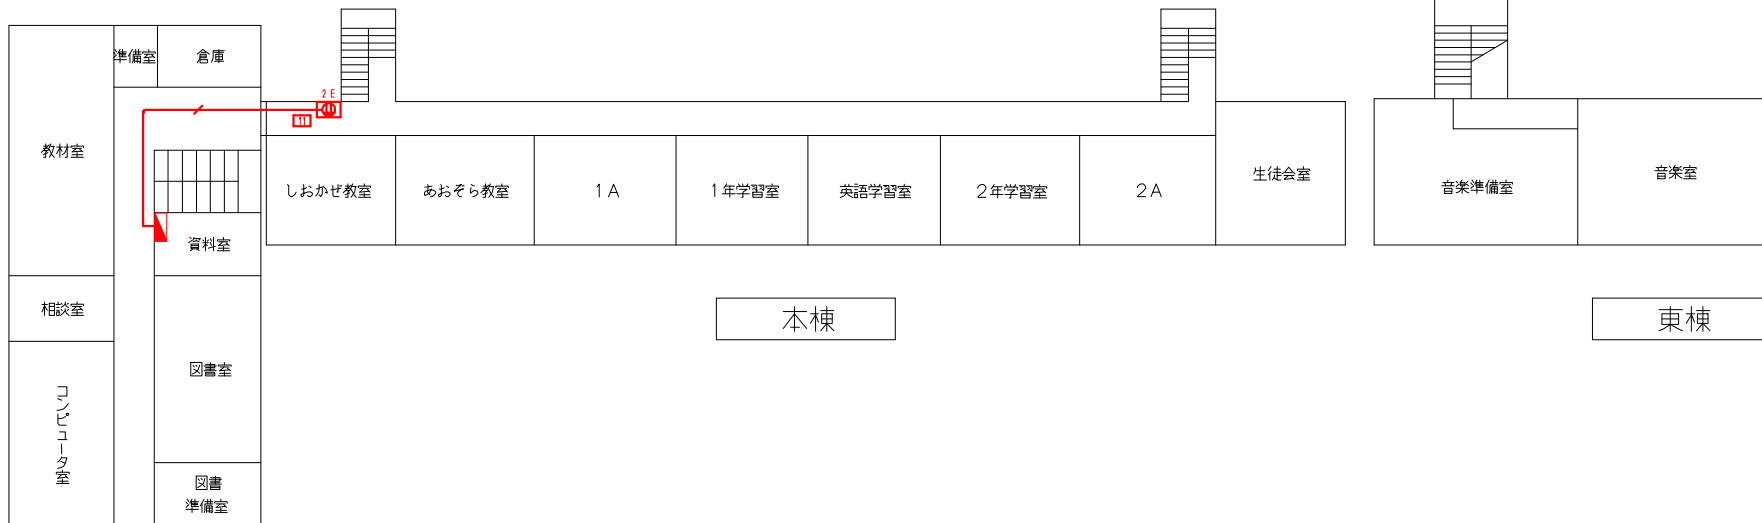 準備室
倉庫
2 E
11
教材室
しおかぜ教室
あおぞら教室
1A
1年学習室
英語学習室
2年学習室
2A
生徒会室
音楽準備室
音楽室
資料室
相談室
本棟
東棟
図書室
コンピュータ室
図書
準備室